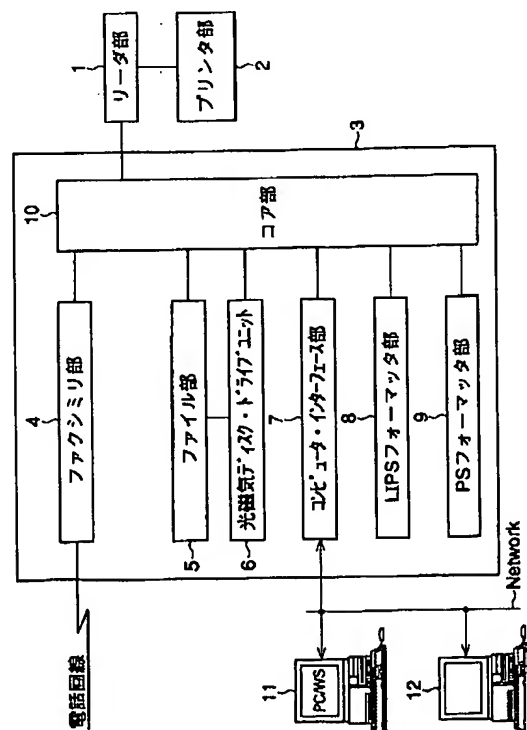 1
リーダ部
プリンタ部
2
3
10
コア部
4
ファクシミリ部
電話回線
ファイル部
5
光磁気ディスク・ドライブユニット
6
7
コンピュータ・インターフェース部
8
LIPSフォーマッタ部
9
PSフォーマッタ部
Network
11
PC/WS
12